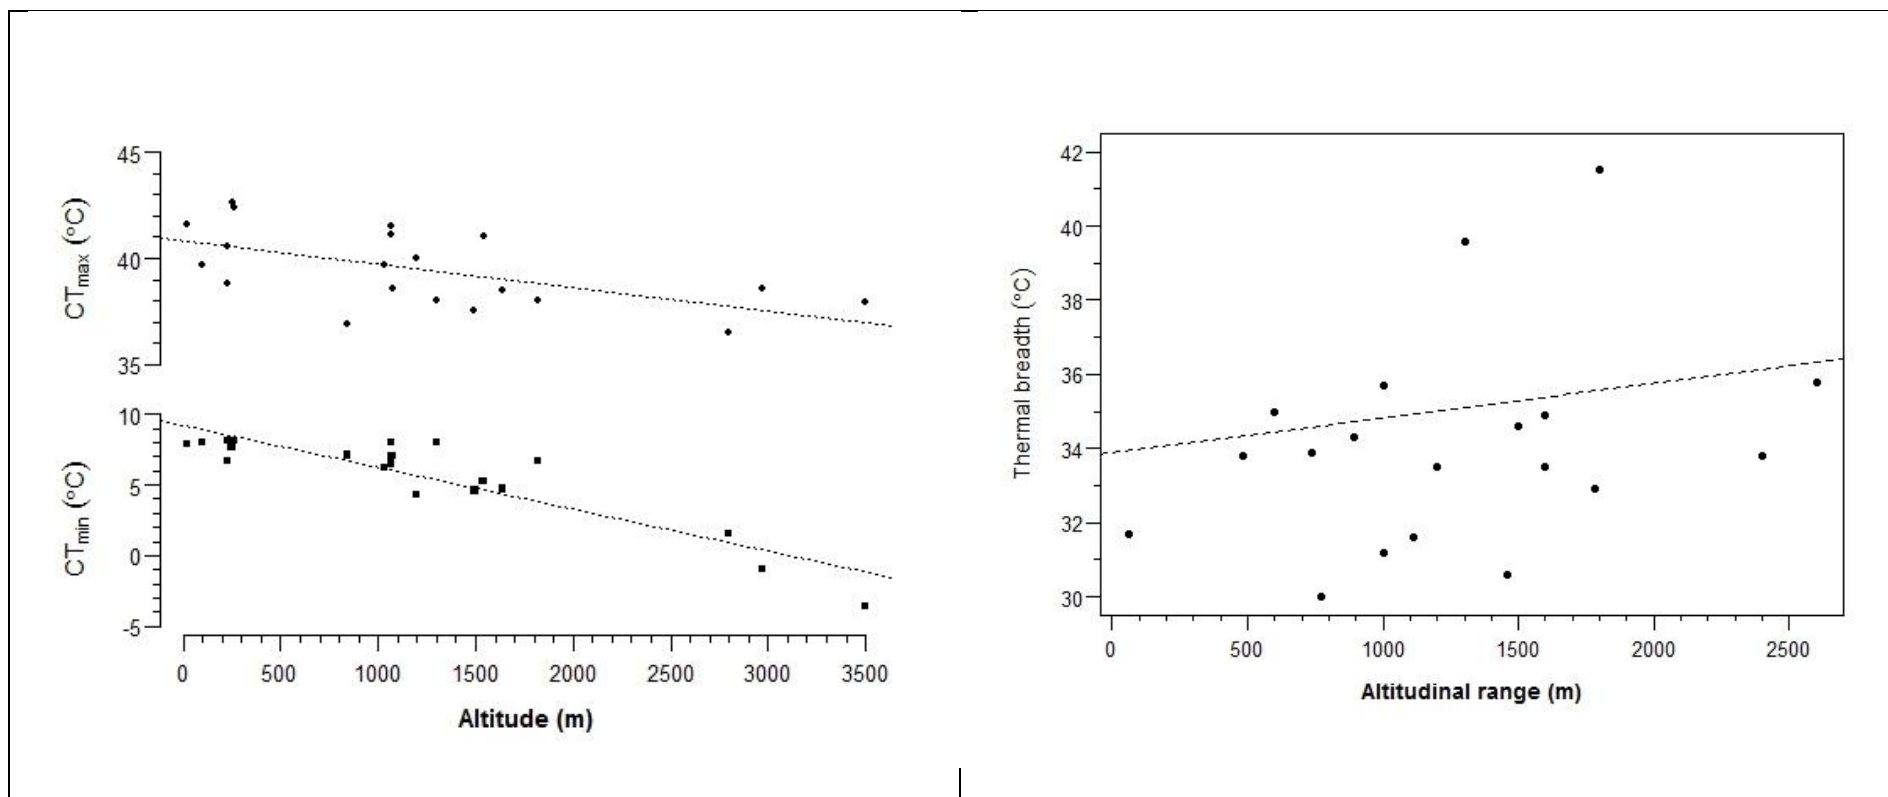 45
40
35
CTmax (°C)
10
5
0
-5
CTmin (°C)
0 500 1000 1500 2000 2500 3000 3500
Altitude (m)
42
40
38
36
34
32
30
Thermal breadth (°C)
0 500 1000 1500 2000 2500
Altitudinal range (m)